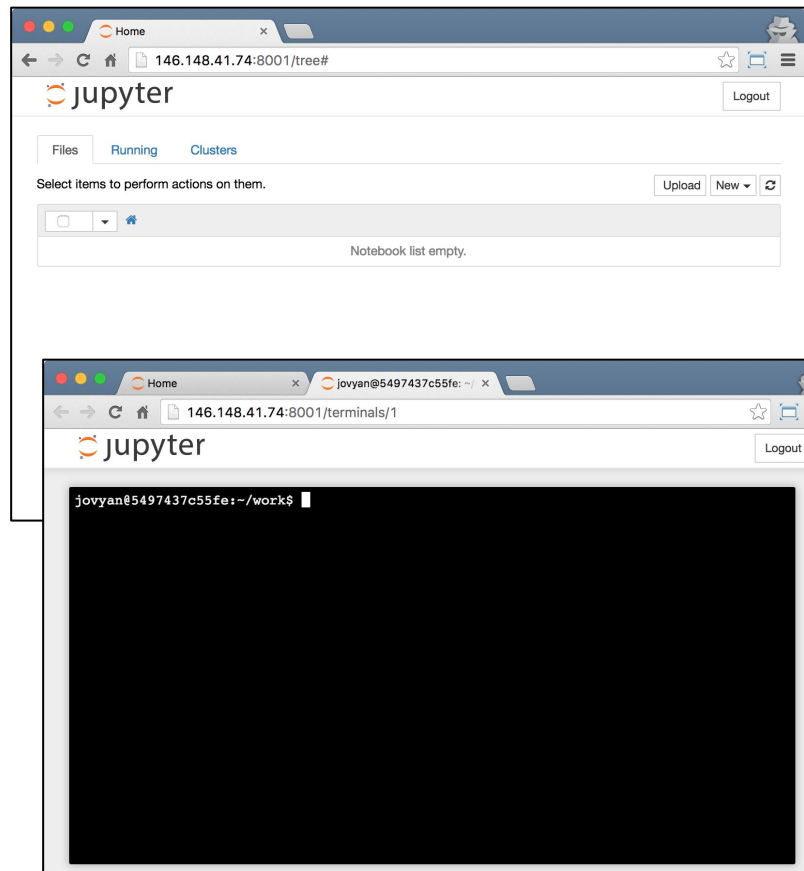 Home
146.148.41.74:8001/tree#
jupyter
Logout
Files Running Clusters
Select items to perform actions on them.
Upload New
Notebook list empty.
Home jovyan@5497437c55fe: ~/
146.148.41.74:8001/terminals/1
jupyter
Logout
jovyan@5497437c55fe:~/work$